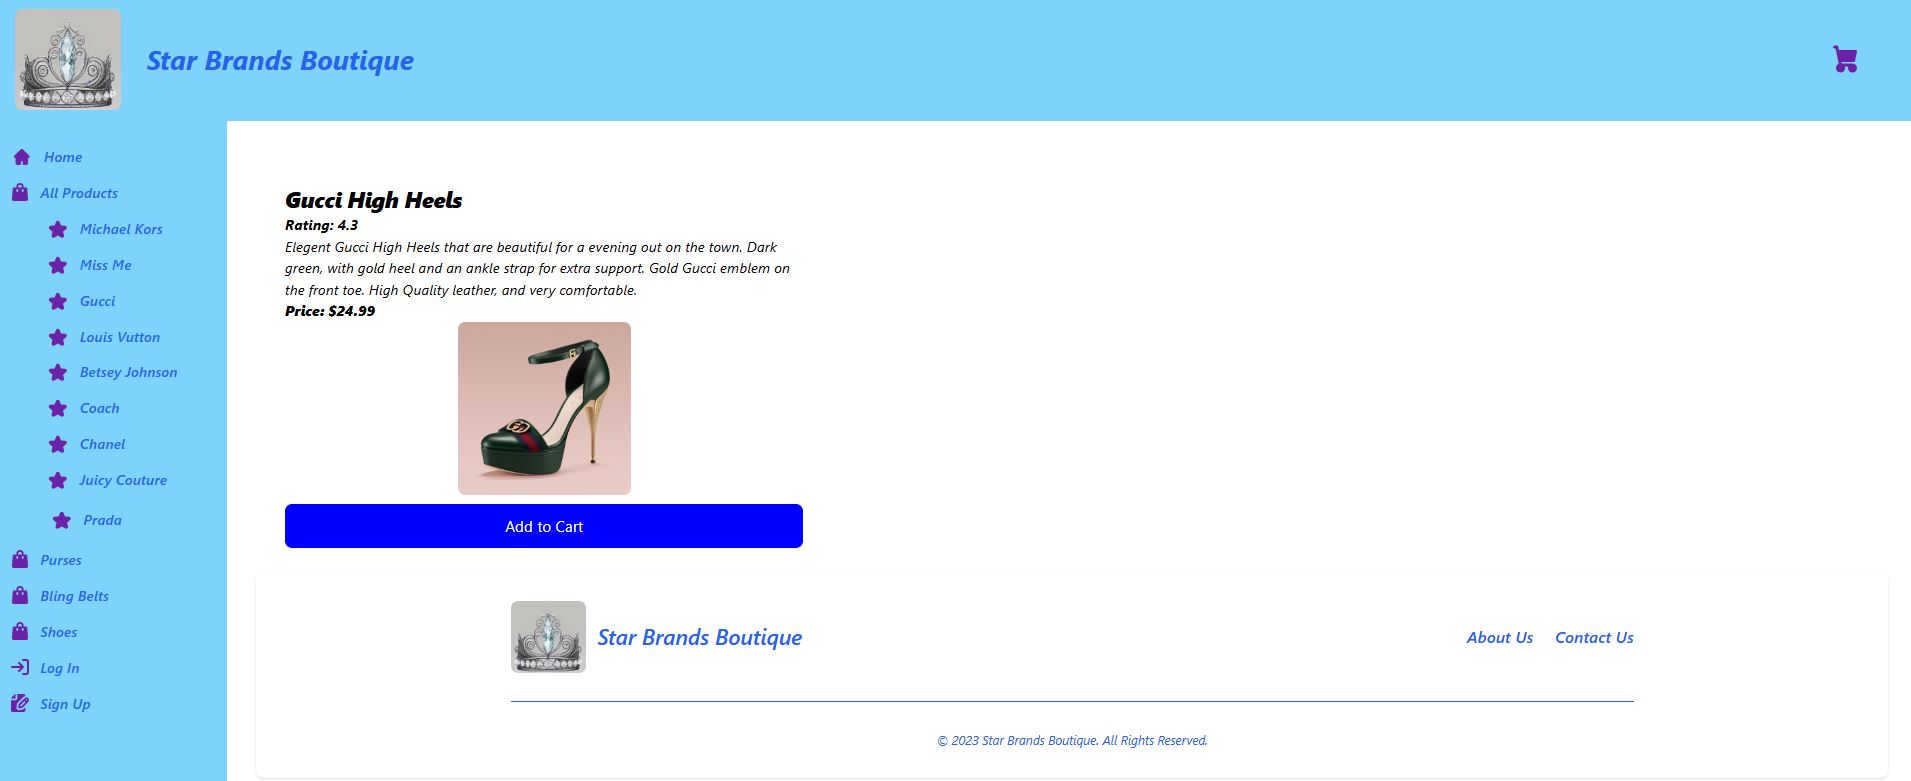 Star Brands Boutique
Home
All Products
Michael Kors
Miss Me
Gucci
Louis Vutton
Betsey Johnson
Coach
Chanel
Juicy Couture
Prada
Purses
Bling Belts
Shoes
Log In
Sign Up
Gucci High Heels
Rating: 4.3
Elegent Gucci High Heels that are beautiful for a evening out on the town. Dark
green, with gold heel and an ankle strap for extra support. Gold Gucci emblem on
the front toe. High Quality leather, and very comfortable.
Price: $24.99
Add to Cart
Star Brands Boutique
About Us
Contact Us
© 2023 Star Brands Boutique. All Rights Reserved.